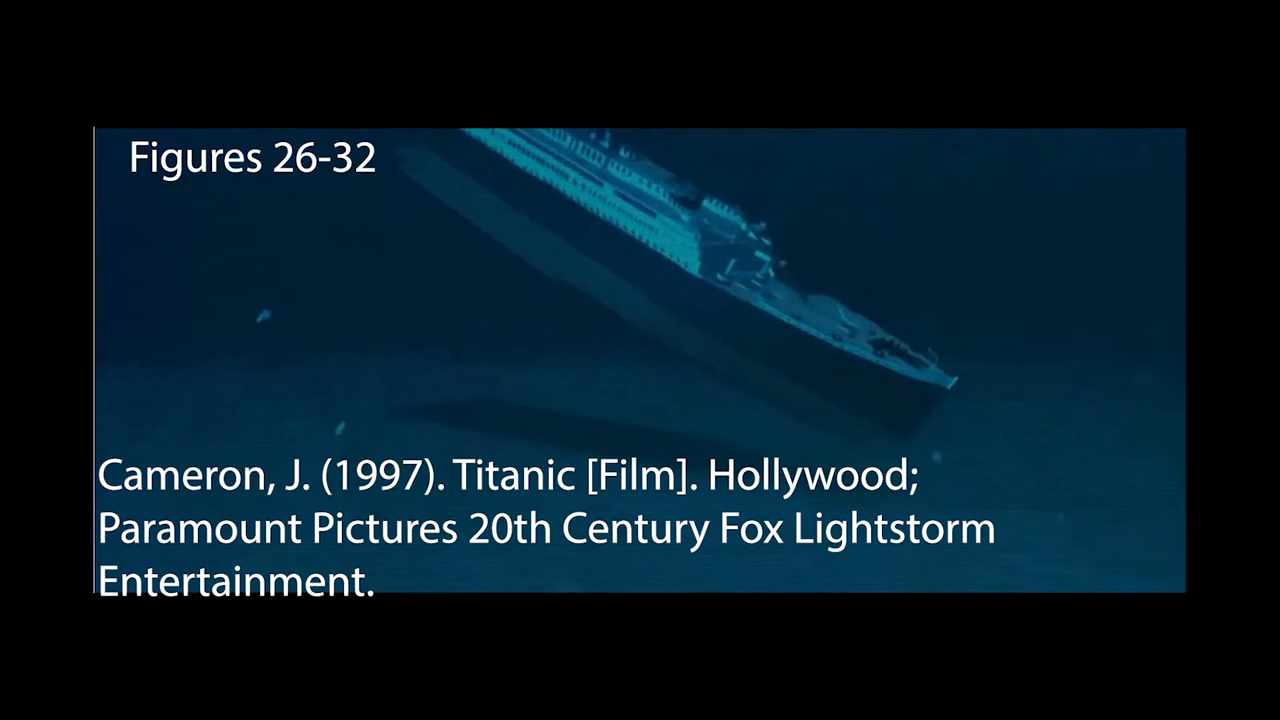 Figures 26-32
Cameron, J. (1997). Titanic [Film]. Hollywood;
Paramount Pictures 20th Century Fox Lightstorm
Entertainment.